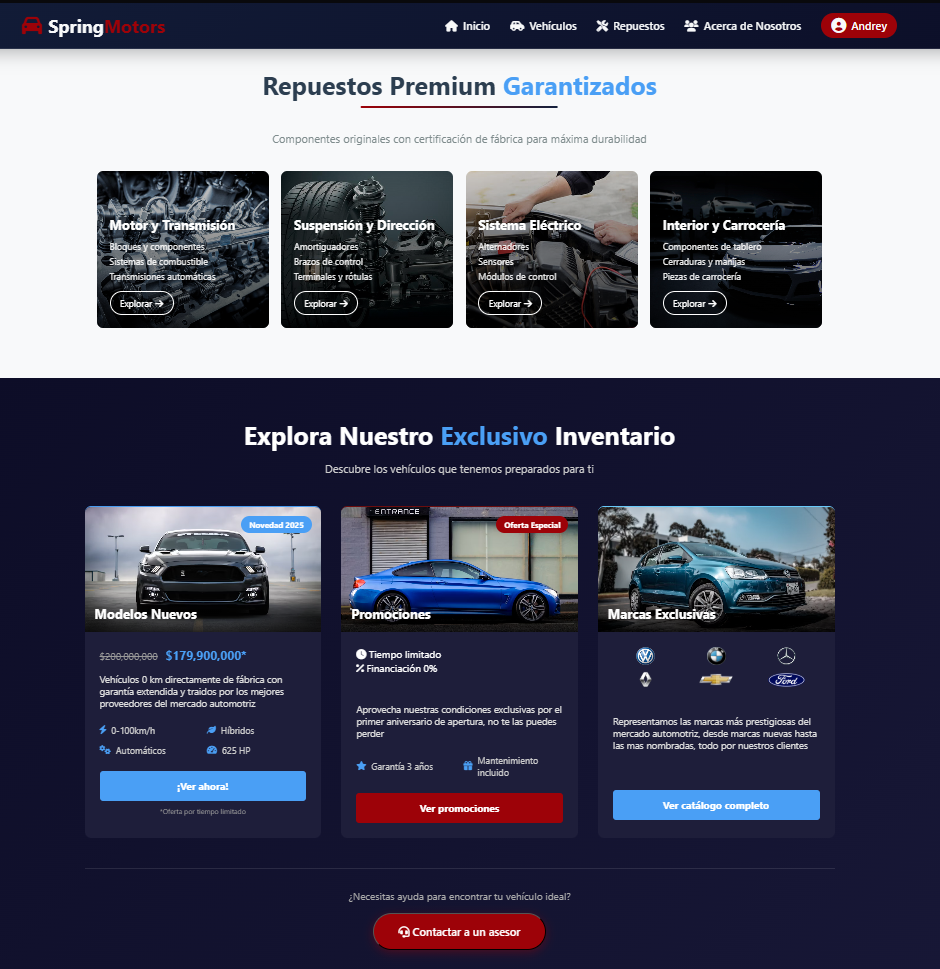 SpringMotors
Inicio
Vehículos
Repuestos
Acerca de Nosotros
Andrey
Repuestos Premium Garantizados
Componentes originales con certificación de fábrica para máxima durabilidad
Motor y Transmisión
Bloques y componentes
Sistemas de combustible
Transmisiones automáticas
Explorar →
Suspensión y Dirección
Amortiguadores
Brazos de control
Terminales y rótulas
Explorar →
Sistema Eléctrico
Alternadores
Sensores
Módulos de control
Explorar →
Interior y Carrocería
Componentes de tablero
Cerraduras y manijas
Piezas de carrocería
Explorar →
Explora Nuestro Exclusivo Inventario
Descubre los vehículos que tenemos preparados para ti
Novedad 2025
Modelos Nuevos
$200,000,000 $179,900,000*
Vehículos 0 km directamente de fábrica con
garantía extendida y traidos por los mejores
proveedores del mercado automotriz
0-100km/h
Híbridos
Automáticos
625 HP
¡Ver ahora!
*Oferta por tiempo limitado
ENTRANCE
Oferta Especial
Promociones
Tiempo limitado
Financiación 0%
Aprovecha nuestras condiciones exclusivas por el
primer aniversario de apertura, no te las puedes
perder
Garantía 3 años
Mantenimiento
incluido
Ver promociones
Marcas Exclusivas
Ford
Representamos las marcas más prestigiosas del
mercado automotriz, desde marcas nuevas hasta
las mas nombradas, todo por nuestros clientes
Ver catálogo completo
¿Necesitas ayuda para encontrar tu vehículo ideal?
Contactar a un asesor